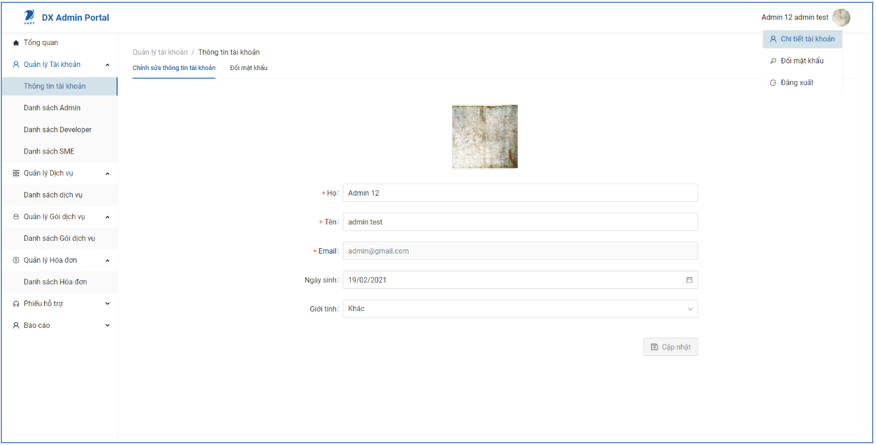 VNPT
DX Admin Portal
Admin 12 admin test
Chi tiết tài khoản
Đổi mật khẩu
Đăng xuất
Tổng quan
Quản lý Tài khoản
Thông tin tài khoản
Danh sách Admin
Danh sách Developer
Danh sách SME
Quản lý Dịch vụ
Danh sách dịch vụ
Quản lý Gói dịch vụ
Danh sách Gói dịch vụ
Quản lý Hóa đơn
Danh sách Hóa đơn
Phiếu hỗ trợ
Báo cáo
Quản lý tài khoản / Thông tin tài khoản
Chỉnh sửa thông tin tài khoản Đổi mật khẩu
* Họ: Admin 12
* Tên: admin test
* Email: admin@gmail.com
Ngày sinh: 19/02/2021
Giới tính: Khác
Cập nhật